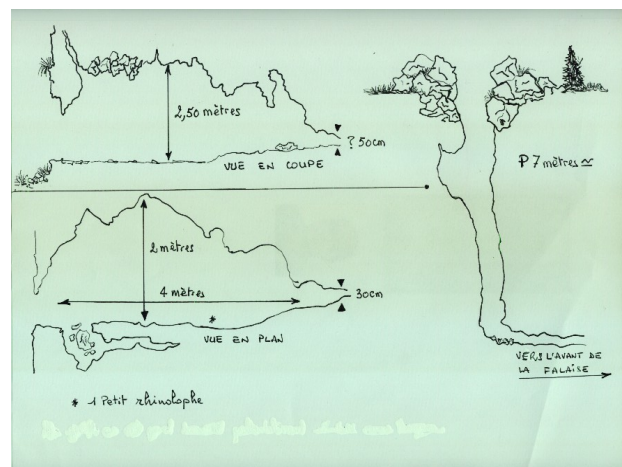 2,50 mètres
? 50cm
VUE EN COUPE
2 mètres
4 mètres
30cm
*
VUE EN PLAN
* 1 Petit rhinolophe
P 7 mètres ≃
VERS L'AVANT DE
LA FALAISE